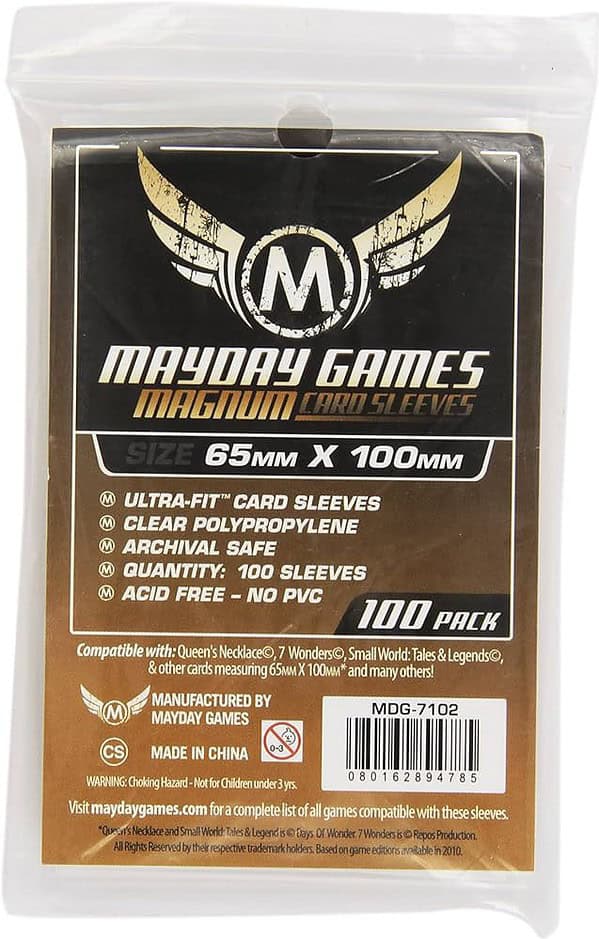 M
MAYDAY GAMES
MAGNUM CARD SLEEVES
SIZE 65MM X 100MM
M ULTRA-FIT™ CARD SLEEVES
M CLEAR POLYPROPYLENE
M ARCHIVAL SAFE
M QUANTITY: 100 SLEEVES
M ACID FREE – NO PVC
100 PACK
Compatible with: Queen's Necklace©, 7 Wonders©, Small World: Tales & Legends©,
& other cards measuring 65MM X 100MM* and many others!
M MANUFACTURED BY
MAYDAY GAMES
CS MADE IN CHINA
0-3
MDG-7102
080162894785
WARNING: Choking Hazard - Not for Children under 3 yrs.
Visit maydaygames.com for a complete list of all games compatible with these sleeves.
*Queen's Necklace and Small World: Tales & Legend is © Days Of Wonder. 7 Wonders is © Repos Production.
All Rights Reserved by their respective trademark holders. Based on game editions available in 2010.